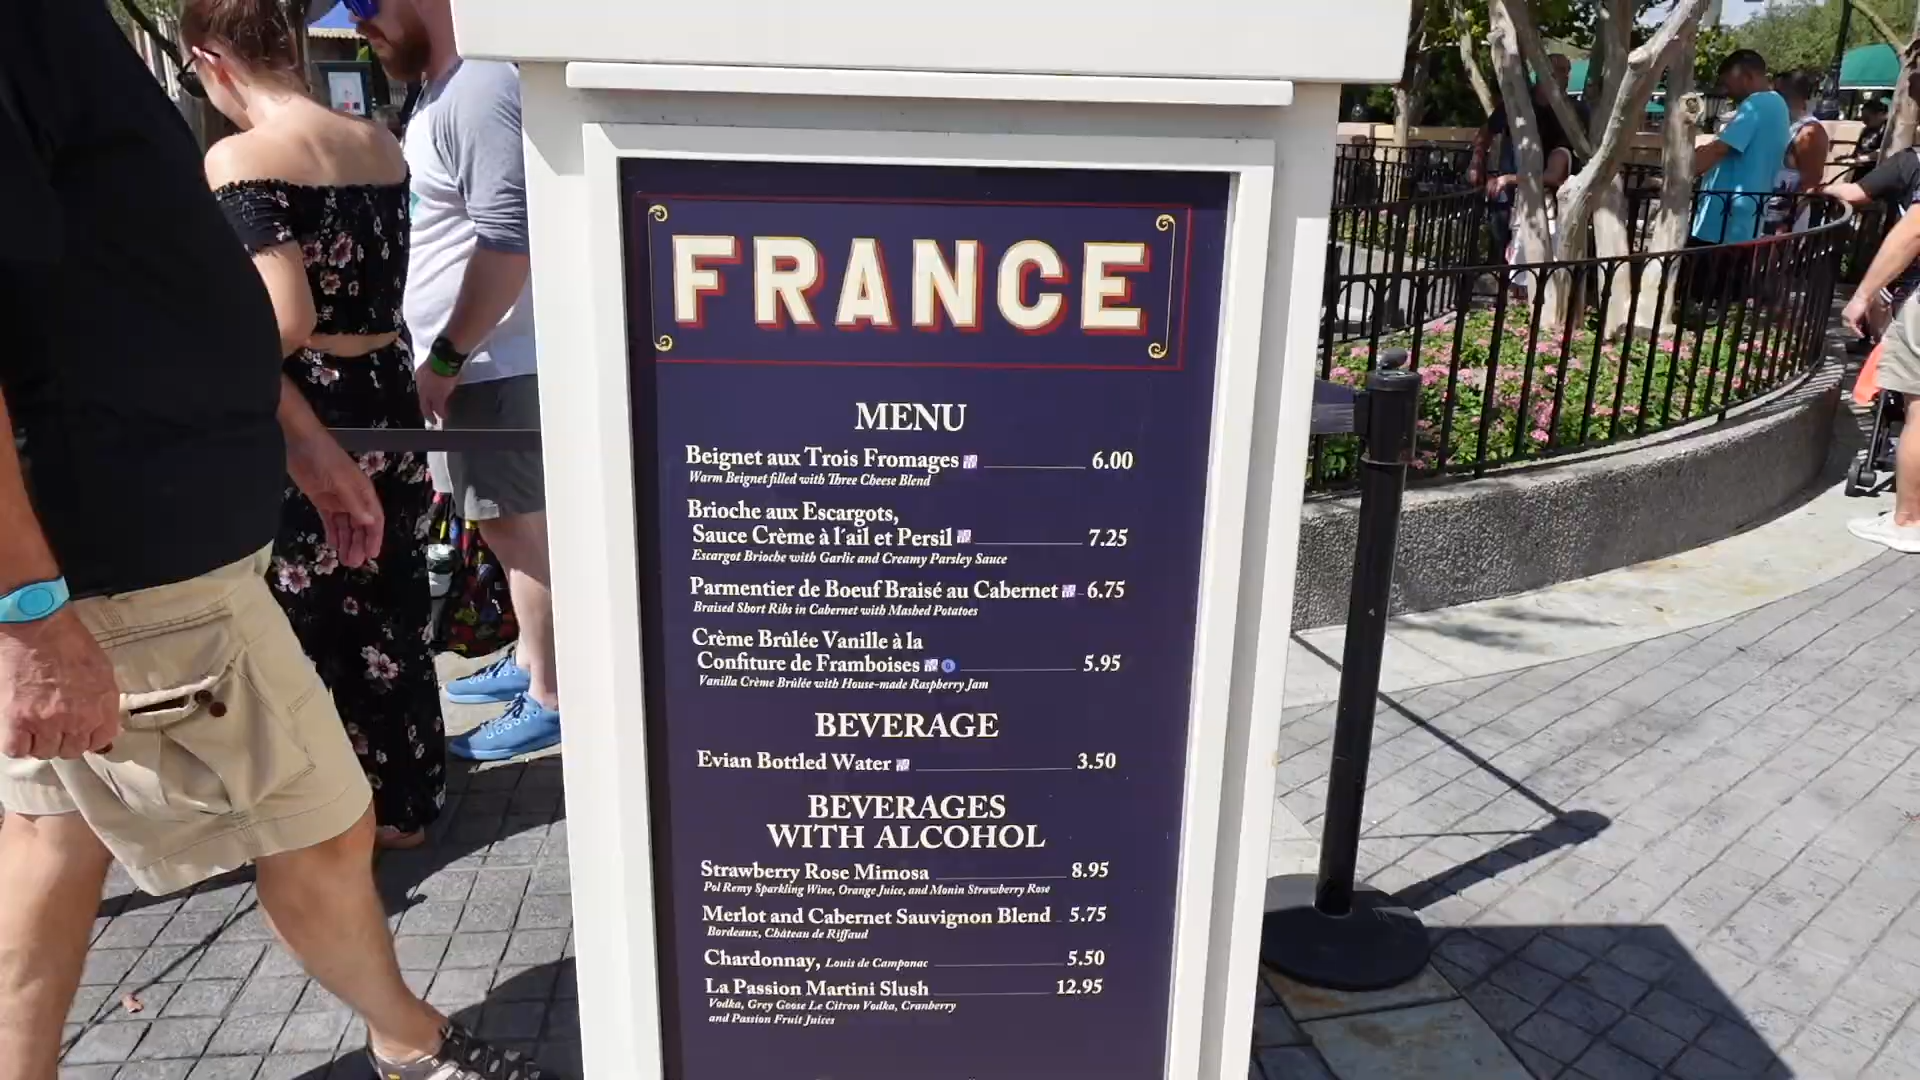 FRANCE
MENU
Beignet aux Trois Fromages 6.00
Warm Beignet filled with Three Cheese Blend
Brioche aux Escargots,
Sauce Crème à l'ail et Persil 7.25
Escargot Brioche with Garlic and Creamy Parsley Sauce
Parmentier de Boeuf Braisé au Cabernet 6.75
Braised Short Ribs in Cabernet with Mashed Potatoes
Crème Brûlée Vanille à la
Confiture de Framboises 5.95
Vanilla Crème Brûlée with House-made Raspberry Jam
BEVERAGE
Evian Bottled Water 3.50
BEVERAGES
WITH ALCOHOL
Strawberry Rose Mimosa 8.95
Pol Remy Sparkling Wine, Orange Juice, and Monin Strawberry Rose
Merlot and Cabernet Sauvignon Blend 5.75
Bordeaux, Château de Riffaud
Chardonnay, Louis de Camponac 5.50
La Passion Martini Slush 12.95
Vodka, Grey Goose Le Citron Vodka, Cranberry
and Passion Fruit Juices